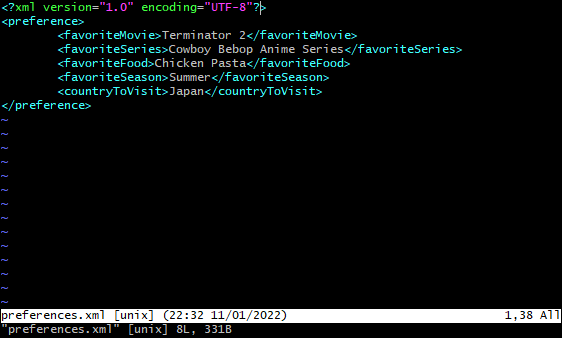 <?xml version="1.0" encoding="UTF-8"?>
<preference>
        <favoriteMovie>Terminator 2</favoriteMovie>
        <favoriteSeries>Cowboy Bebop Anime Series</favoriteSeries>
        <favoriteFood>Chicken Pasta</favoriteFood>
        <favoriteSeason>Summer</favoriteSeason>
        <countryToVisit>Japan</countryToVisit>
</preference>
~
~
~
~
~
~
~
~
~
~
~
~
~
~
preferences.xml [unix] (22:32 11/01/2022) 1,38 All
"preferences.xml" [unix] 8L, 331B